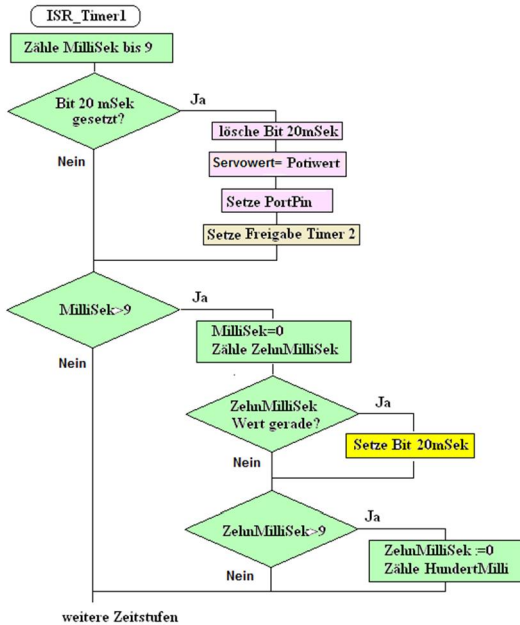 ISR_Timer1
Zähle MilliSek bis 9
Bit 20 mSek
gesetzt?
Ja
Nein
lösche Bit 20mSek
Servowert= Potiwert
Setze PortPin
Setze Freigabe Timer 2
MilliSek>9
Ja
Nein
MilliSek=0
Zähle ZehnMilliSek
ZehnMilliSek
Wert gerade?
Ja
Nein
Setze Bit 20mSek
ZehnMilliSek>9
Ja
Nein
ZehnMilliSek :=0
Zähle HundertMilli
weitere Zeitstufen